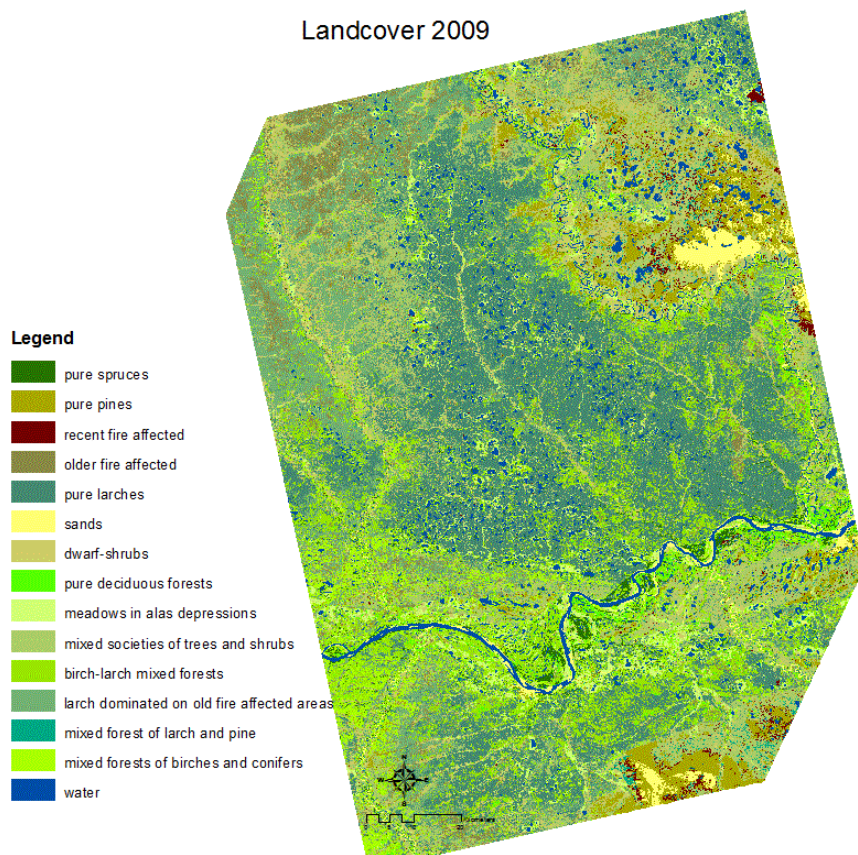 Landcover 2009
Legend
pure spruces
pure pines
recent fire affected
older fire affected
pure larches
sands
dwarf-shrubs
pure deciduous forests
meadows in alas depressions
mixed societies of trees and shrubs
birch-larch mixed forests
larch dominated on old fire affected areas
mixed forest of larch and pine
mixed forests of birches and conifers
water